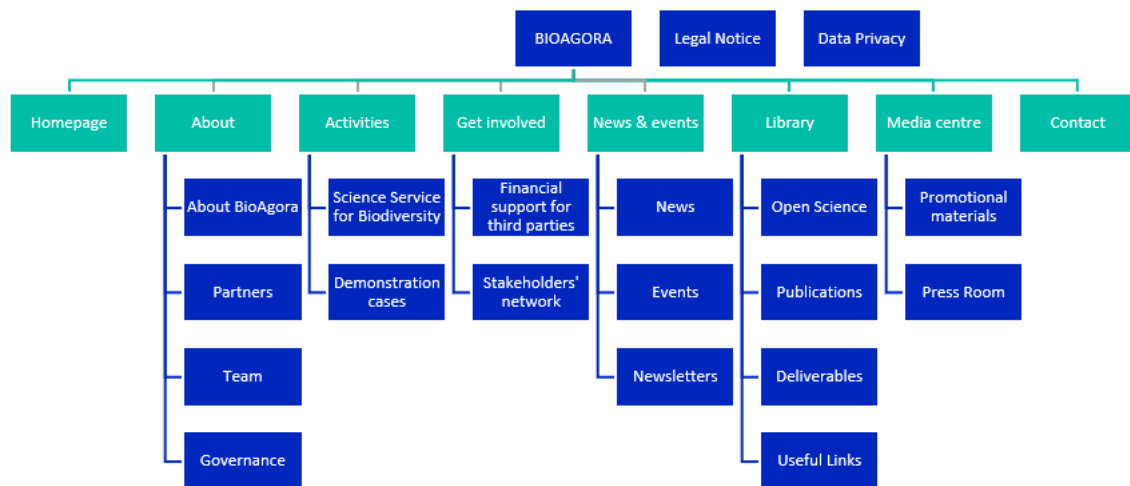 BIOAGORA
Legal Notice
Data Privacy
Homepage
About
Activities
Get involved
News & events
Library
Media centre
Contact
About BioAgora
Partners
Team
Governance
Science Service
for Biodiversity
Demonstration
cases
Financial
support for
third parties
Stakeholders'
network
News
Events
Newsletters
Open Science
Publications
Deliverables
Useful Links
Promotional
materials
Press Room